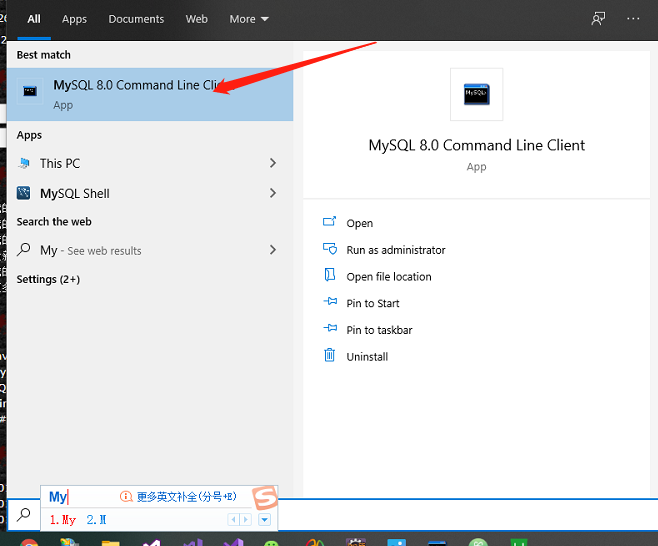 All Apps Documents Web More
Best match
MySQL 8.0 Command Line
App
Apps
This PC
MySQL Shell
Search the web
My - See web results
Settings (2+)
MySQL 8.0 Command Line Client
App
Open
Run as administrator
Open file location
Pin to Start
Pin to taskbar
Uninstall
My 更多英文补全(分号+E)
1.My 2.M